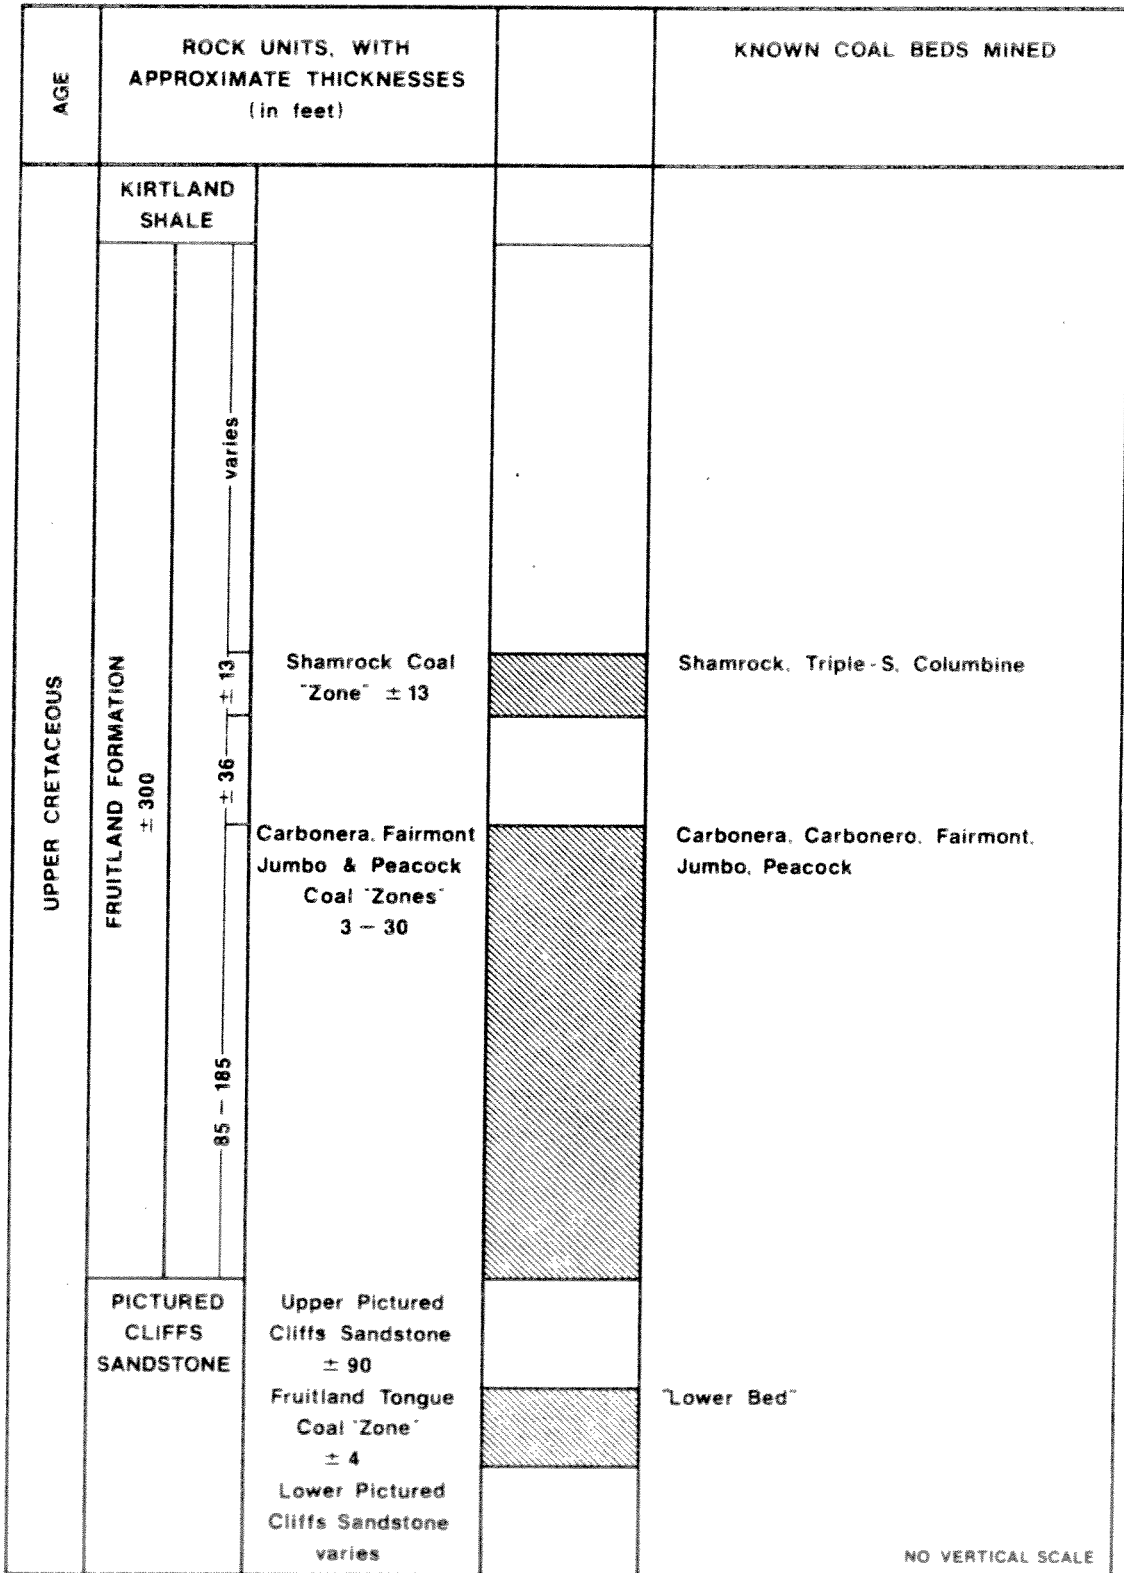 AGE
ROCK UNITS, WITH
APPROXIMATE THICKNESSES
(in feet)
KNOWN COAL BEDS MINED
UPPER CRETACEOUS
KIRTLAND
SHALE
FRUITLAND FORMATION
± 300
varies
± 13
± 36
85 – 185
Shamrock Coal
"Zone" ± 13
Shamrock, Triple-S, Columbine
Carbonera, Fairmont
Jumbo & Peacock
Coal "Zones"
3 – 30
Carbonera, Carbonero, Fairmont,
Jumbo, Peacock
PICTURED
CLIFFS
SANDSTONE
Upper Pictured
Cliffs Sandstone
± 90
Fruitland Tongue
Coal "Zone"
± 4
"Lower Bed"
Lower Pictured
Cliffs Sandstone
varies
NO VERTICAL SCALE